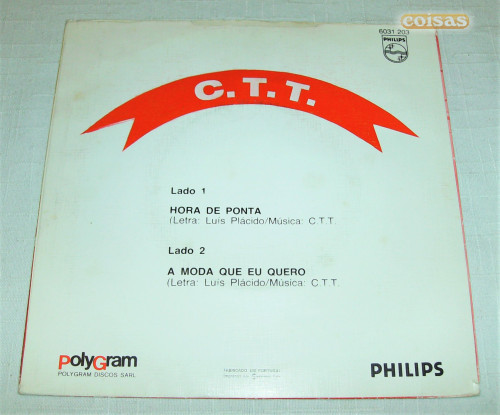 coisas
6031 203
PHILIPS
C.T.T.
Lado 1
HORA DE PONTA
(Letra: Luís Plácido/Música: C.T.T.
Lado 2
A MODA QUE EU QUERO
(Letra: Luís Plácido/Música: C.T.T.
PolyGram
POLYGRAM DISCOS SARL
FABRICADO EM PORTUGAL
PHILIPS